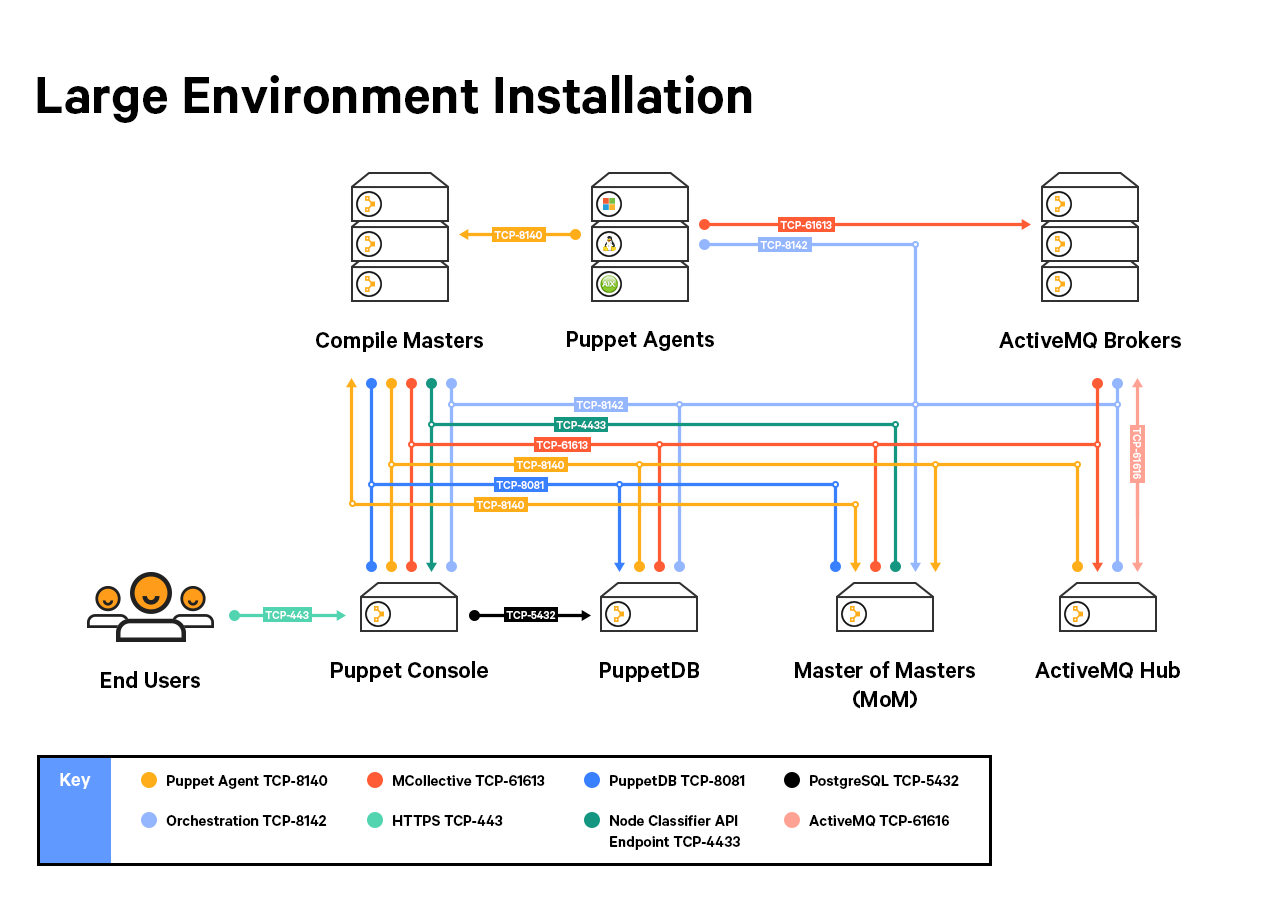 Large Environment Installation
TCP-8140
TCP-61613
TCP-8142
AIX
Compile Masters
Puppet Agents
ActiveMQ Brokers
TCP-8142
TCP-4433
TCP-61613
TCP-8140
TCP-8081
TCP-8140
TCP-61616
TCP-443
TCP-5432
End Users
Puppet Console
PuppetDB
Master of Masters
(MoM)
ActiveMQ Hub
Key
Puppet Agent TCP-8140
MCollective TCP-61613
PuppetDB TCP-8081
PostgreSQL TCP-5432
Orchestration TCP-8142
HTTPS TCP-443
Node Classifier API
Endpoint TCP-4433
ActiveMQ TCP-61616